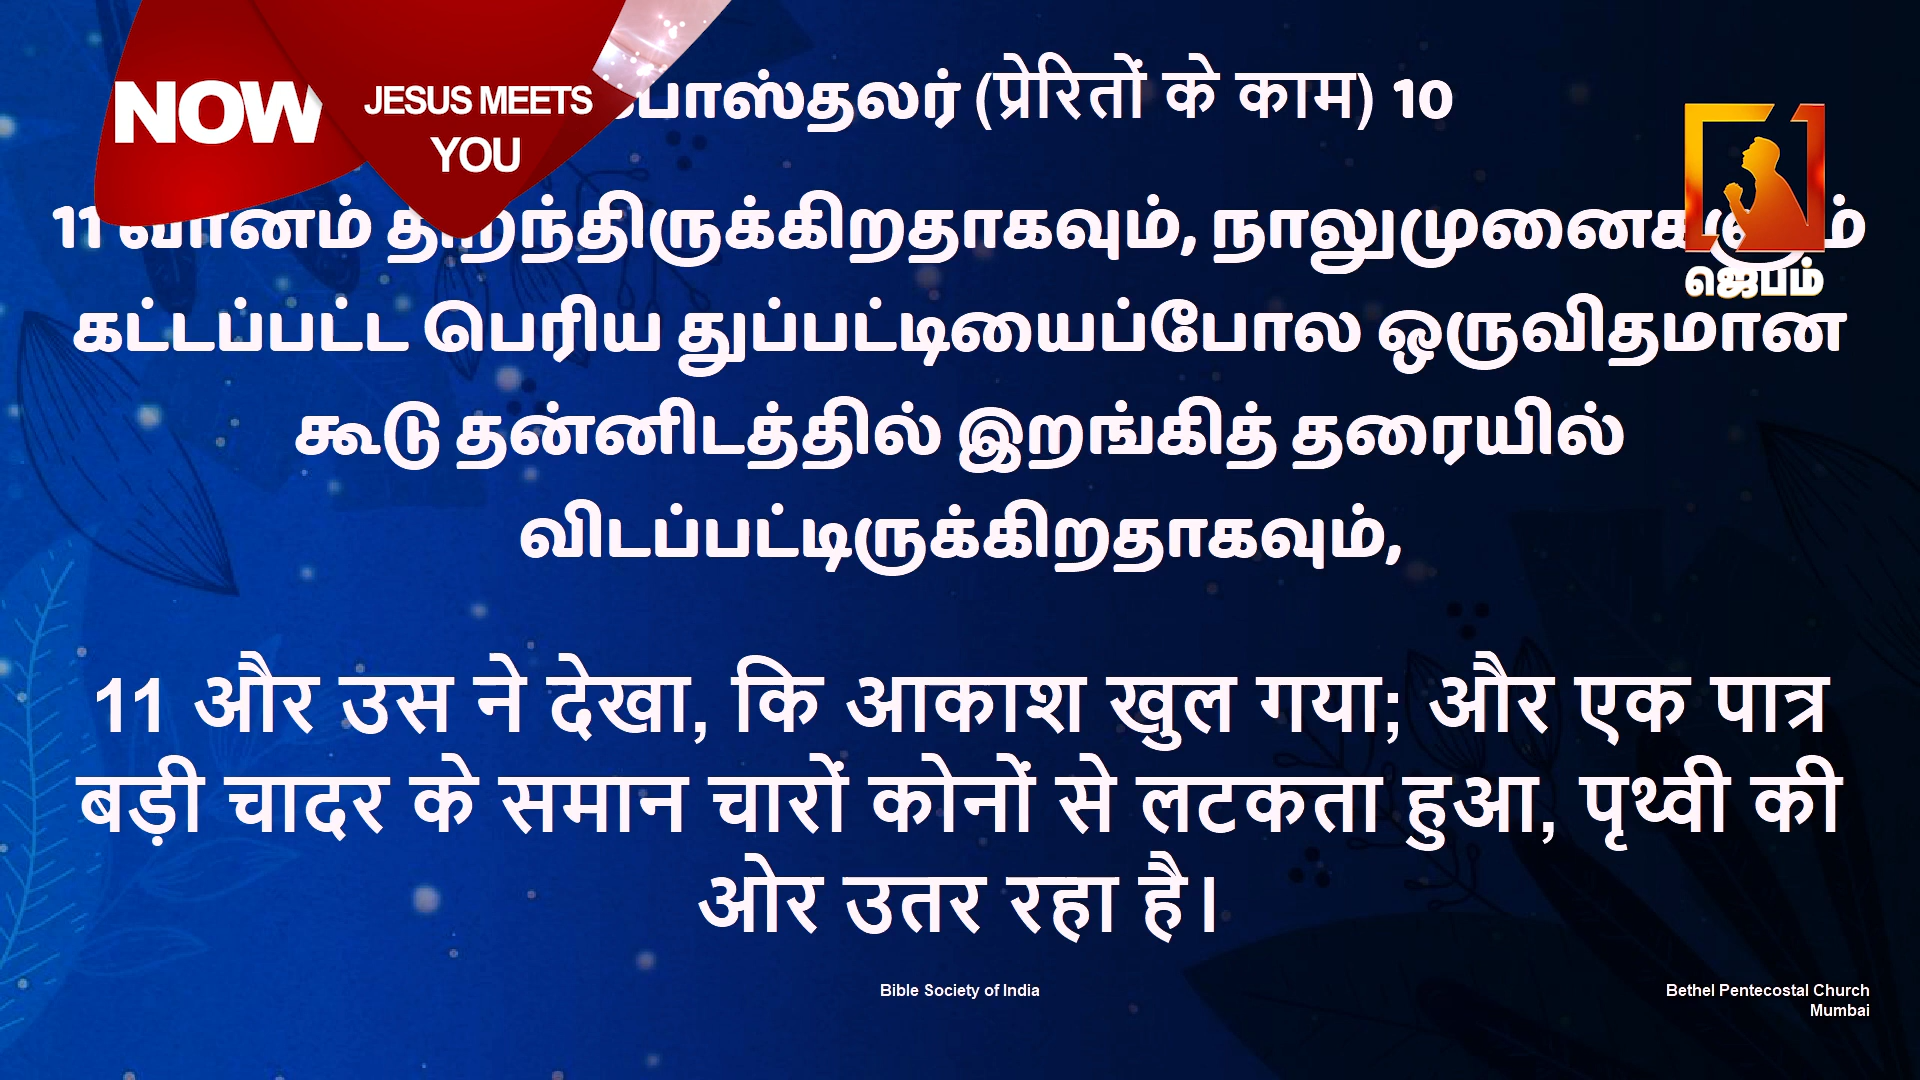 NOW
JESUS MEETS
YOU
போஸ்தலர் (प्रेरितों के काम) 10
ஜெபம்
11 வானம் திறந்திருக்கிறதாகவும், நாலுமுனைகளும்
கட்டப்பட்ட பெரிய துப்பட்டியைப்போல ஒருவிதமான
கூடு தன்னிடத்தில் இறங்கித் தரையில்
விடப்பட்டிருக்கிறதாகவும்,
11 और उस ने देखा, कि आकाश खुल गया; और एक पात्र
बड़ी चादर के समान चारों कोनों से लटकता हुआ, पृथ्वी की
ओर उतर रहा है।
Bible Society of India
Bethel Pentecostal Church
Mumbai